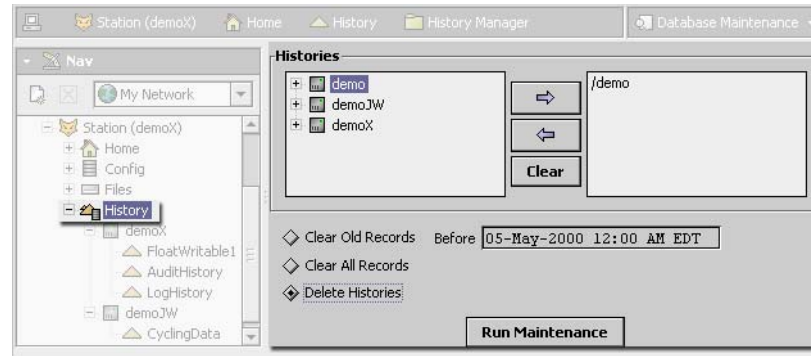 Station (demoX) Home History History Manager Database Maintenance
Nav
My Network
Station (demoX)
Home
Config
Files
History
demoX
FloatWritable1
AuditHistory
LogHistory
demoJW
CyclingData
Histories
demo
demoJW
demoX
Clear
/demo
Clear Old Records Before 05-May-2000 12:00 AM EDT
Clear All Records
Delete Histories
Run Maintenance